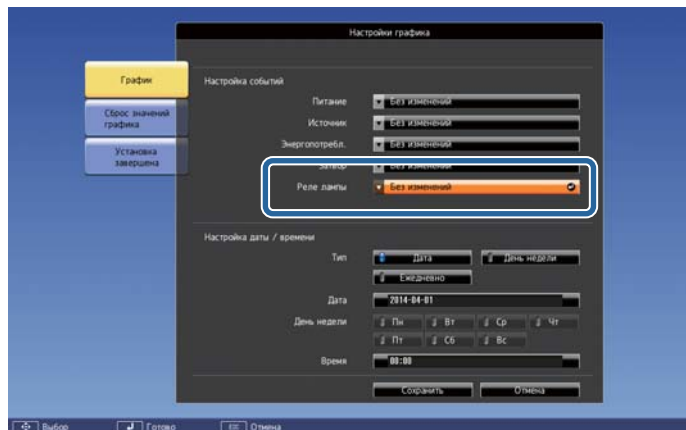 Настройки графика
График
Сброс значений
графика
Установка
завершена
Настройка событий
Питание Без изменений
Источник Без изменений
Энергопотребл. Без изменений
Затвор Без изменений
Реле лампы Без изменений
Настройка даты / времени
Тип Дата День недели
Ежедневно
Дата 2014-04-01
День недели Пн Вт Ср Чт
Пт Сб Вс
Время 00:00
Сохранить Отмена
Выбор Готово Esc Отмена